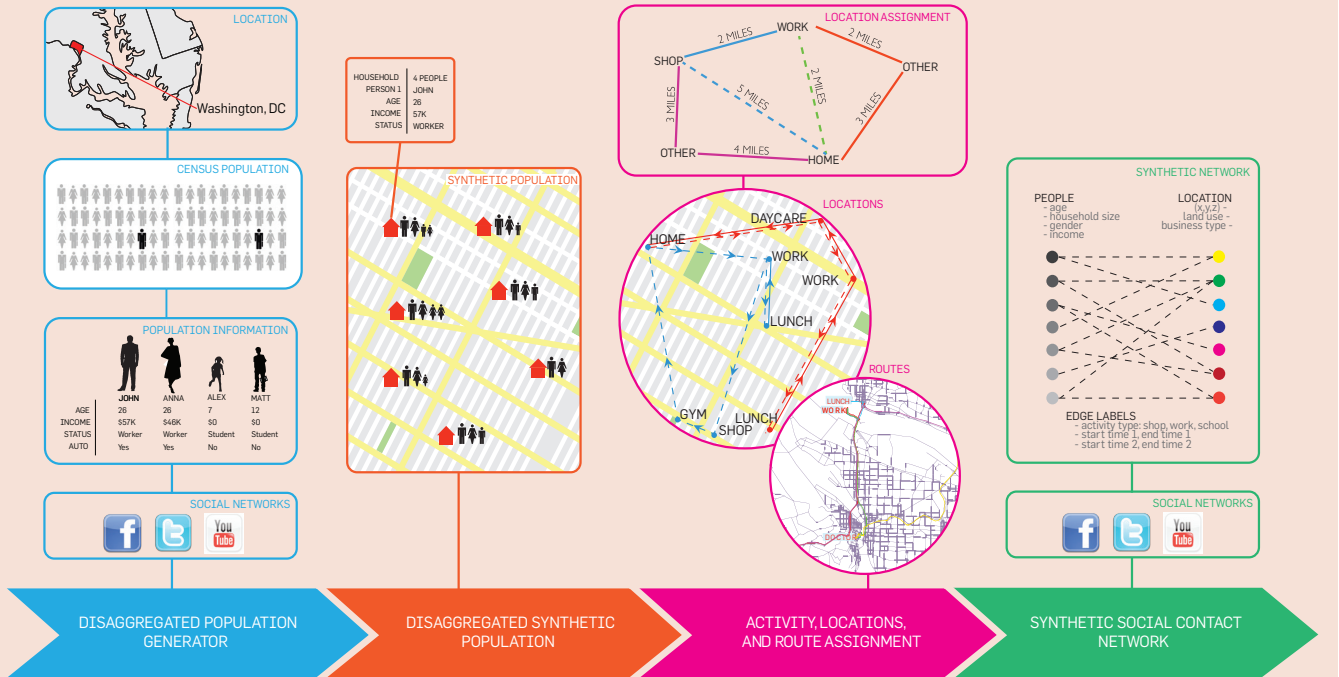 LOCATION
Washington, DC
CENSUS POPULATION
POPULATION INFORMATION
JOHN ANNA ALEX MATT
AGE 26 26 7 12
INCOME $57K $46K $0 $0
STATUS Worker Worker Student Student
AUTO Yes Yes No No
SOCIAL NETWORKS
f t You Tube
DISAGGREGATED POPULATION
GENERATOR
HOUSEHOLD 4 PEOPLE
PERSON 1 JOHN
AGE 26
INCOME 57K
STATUS WORKER
SYNTHETIC POPULATION
DISAGGREGATED SYNTHETIC
POPULATION
LOCATION ASSIGNMENT
WORK
2 MILES
2 MILES
SHOP
OTHER
2 MILES
5 MILES
3 MILES
3 MILES
OTHER
4 MILES
HOME
LOCATIONS
DAYCARE
HOME
WORK
WORK
LUNCH
GYM
LUNCH
SHOP
ROUTES
LUNCH
WORK
DOCTOR
ACTIVITY, LOCATIONS,
AND ROUTE ASSIGNMENT
SYNTHETIC NETWORK
PEOPLE
- age
- household size
- gender
- income
LOCATION
(x,y,z) -
land use -
business type -
EDGE LABELS
- activity type: shop, work, school
- start time 1, end time 1
- start time 2, end time 2
SOCIAL NETWORKS
f t You Tube
SYNTHETIC SOCIAL CONTACT
NETWORK